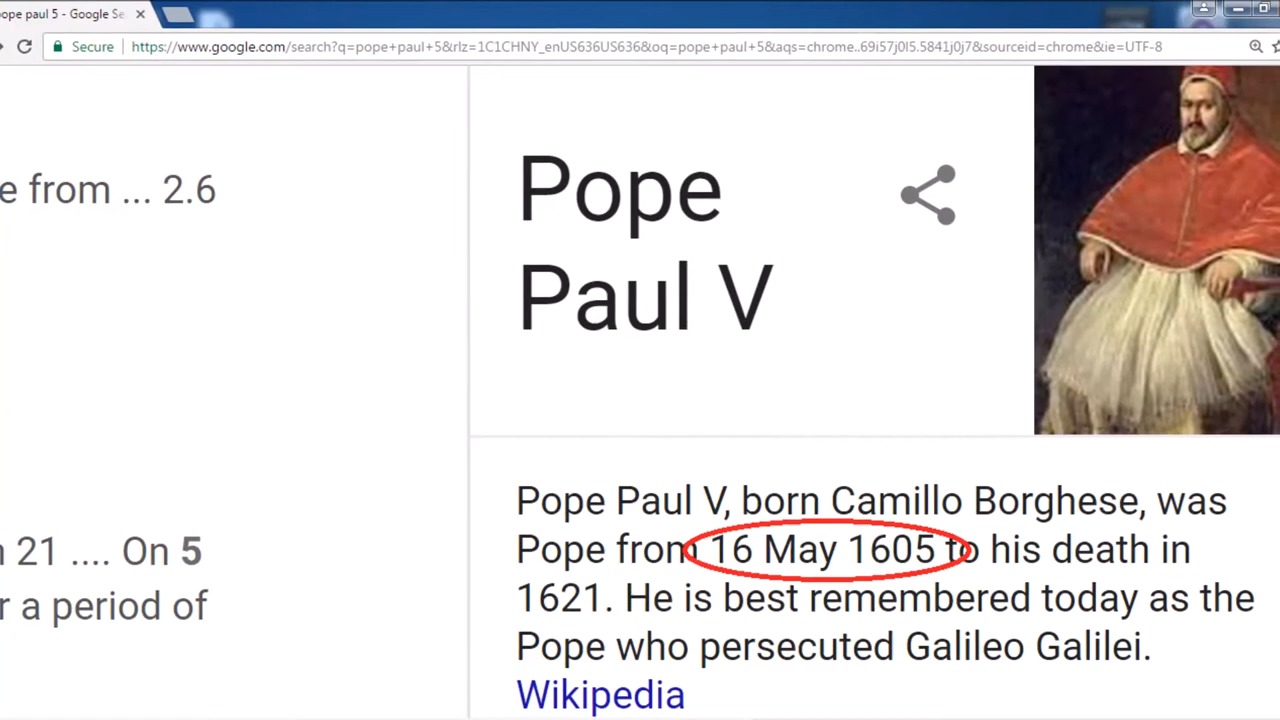 ope paul 5 - Google Se
Secure https://www.google.com/search?q=pope+paul+5&rlz=1C1CHNY_enUS636US636&oq=pope+paul+5&aqs=chrome..69i57j0l5.5841j0j7&sourceid=chrome&ie=UTF-8
e from ... 2.6
Pope
Paul V
Pope Paul V, born Camillo Borghese, was
Pope from 16 May 1605 to his death in
1621. He is best remembered today as the
Pope who persecuted Galileo Galilei.
Wikipedia
n 21 .... On 5
r a period of